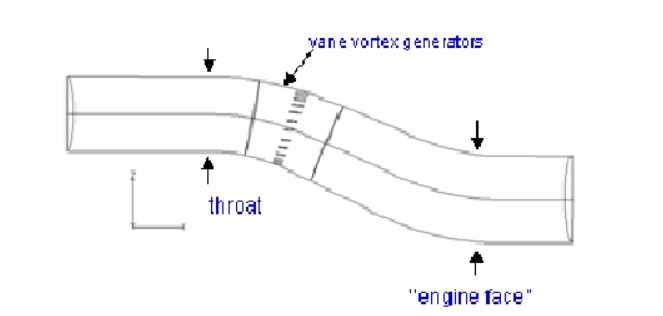 vane vortex generators
throat
"engine face"